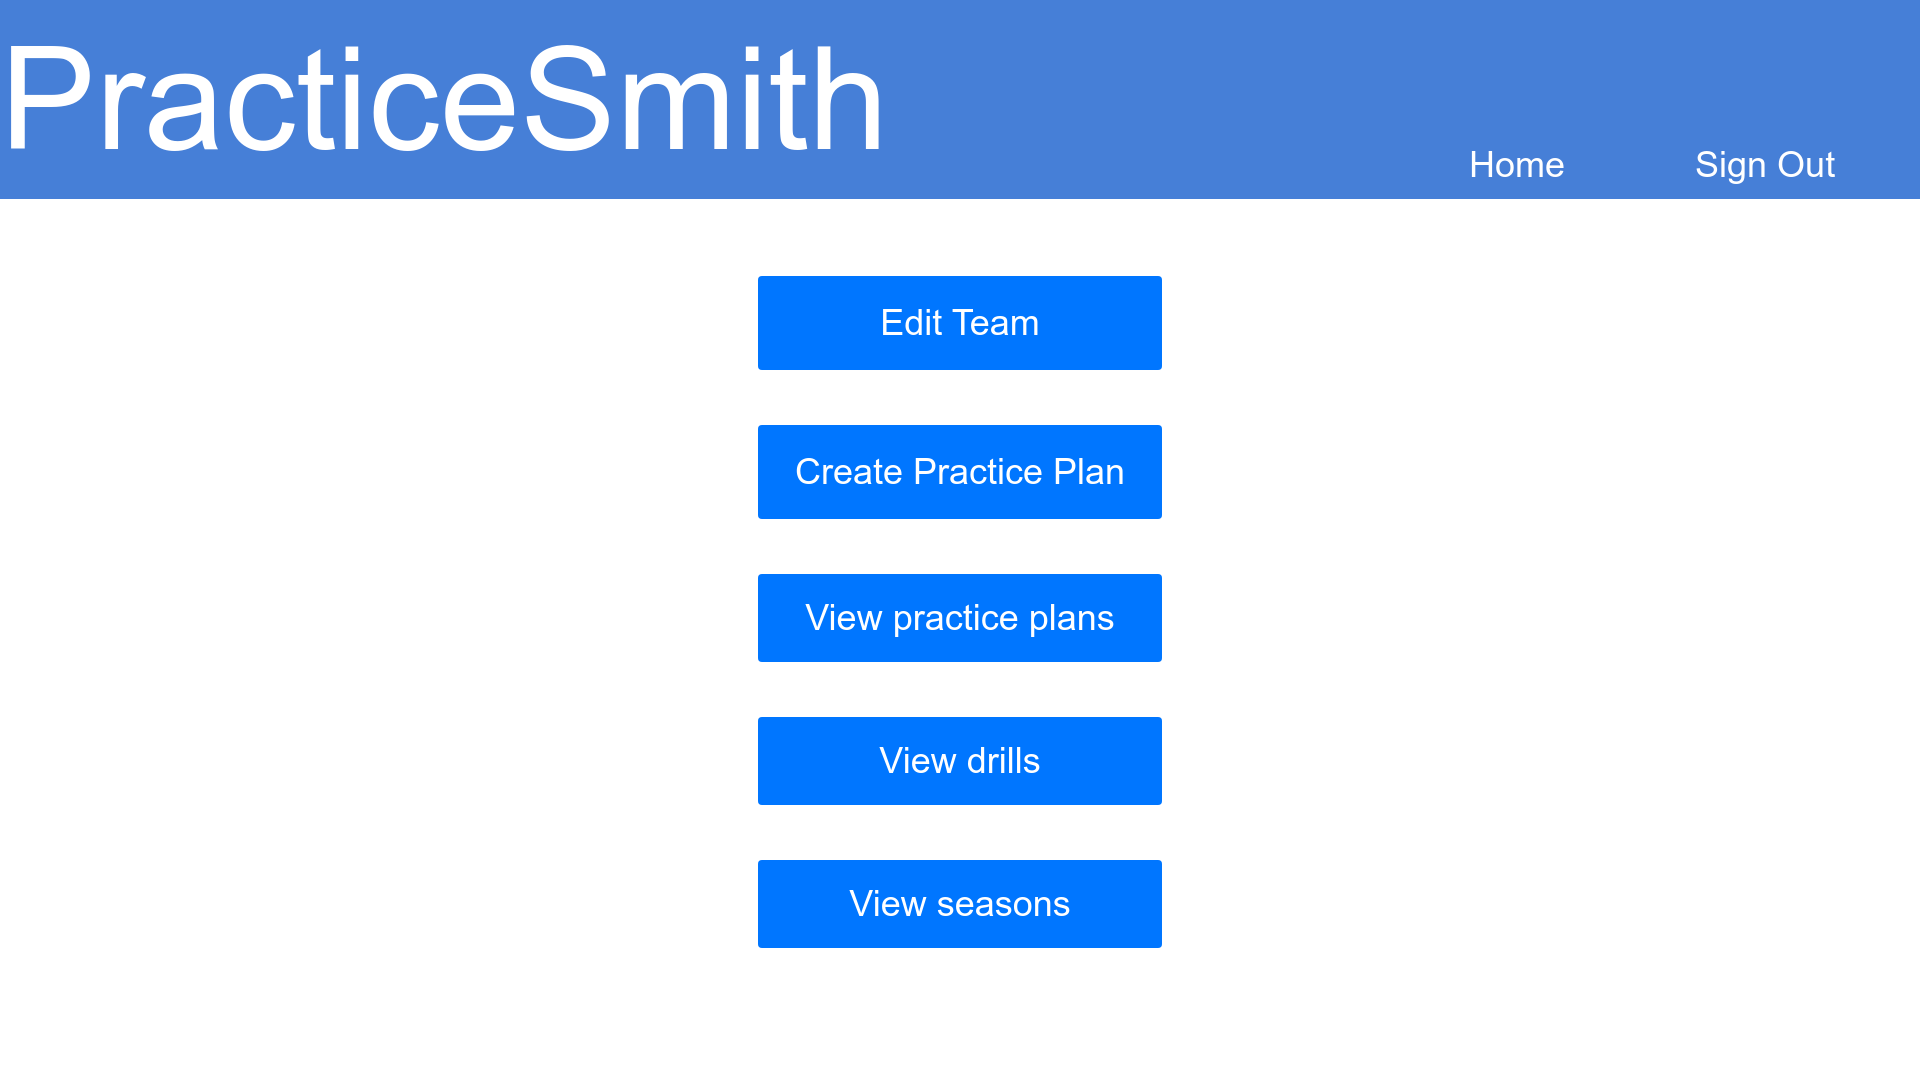 PracticeSmith
Home
Sign Out
Edit Team
Create Practice Plan
View practice plans
View drills
View seasons